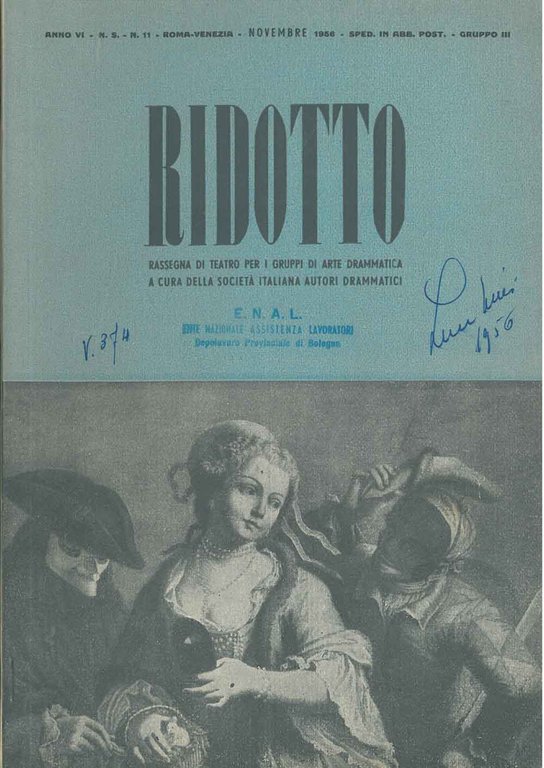 ANNO VI - N. S. - N. 11 - ROMA-VENEZIA - NOVEMBRE 1956 - SPED. IN ABB. POST. - GRUPPO III
RIDOTTO
RASSEGNA DI TEATRO PER I GRUPPI DI ARTE DRAMMATICA
A CURA DELLA SOCIETÀ ITALIANA AUTORI DRAMMATICI
E. N. A. L.
ENTE NAZIONALE ASSISTENZA LAVORATORI
Dopolavoro Provinciale di Bologna
V. 374
1956